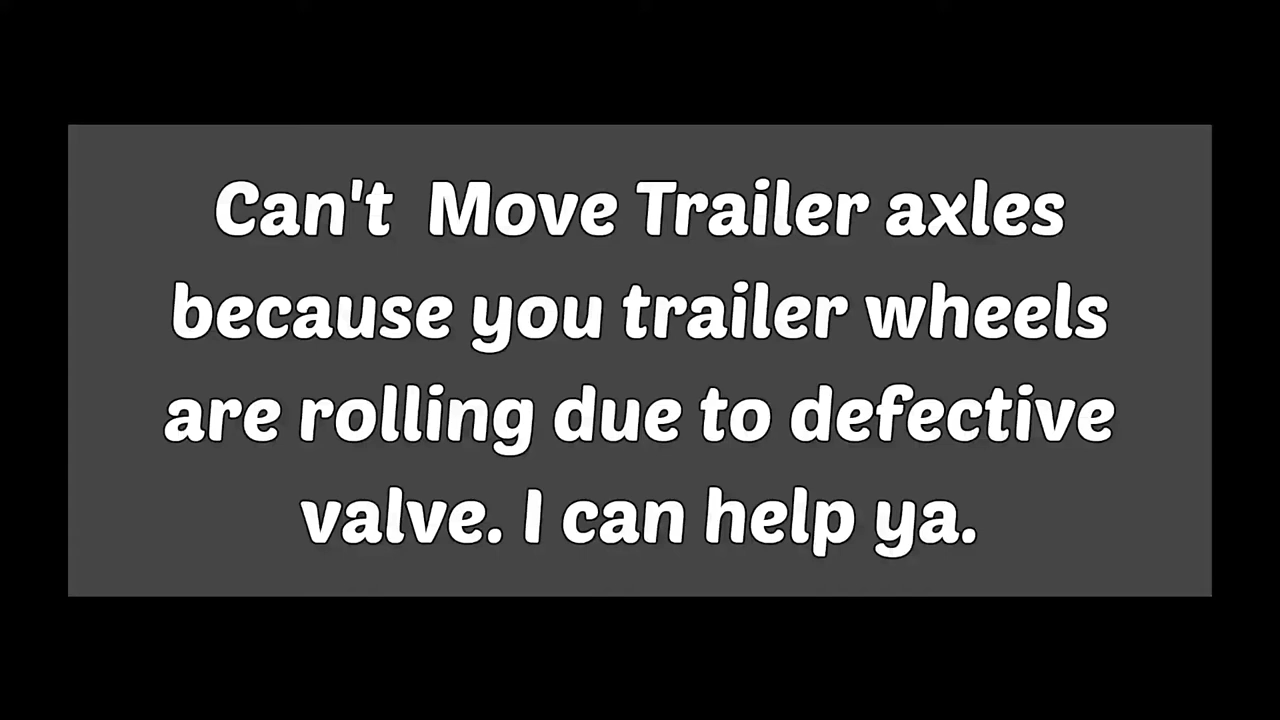 Can't  Move Trailer axles
because you trailer wheels
are rolling due to defective
valve. I can help ya.